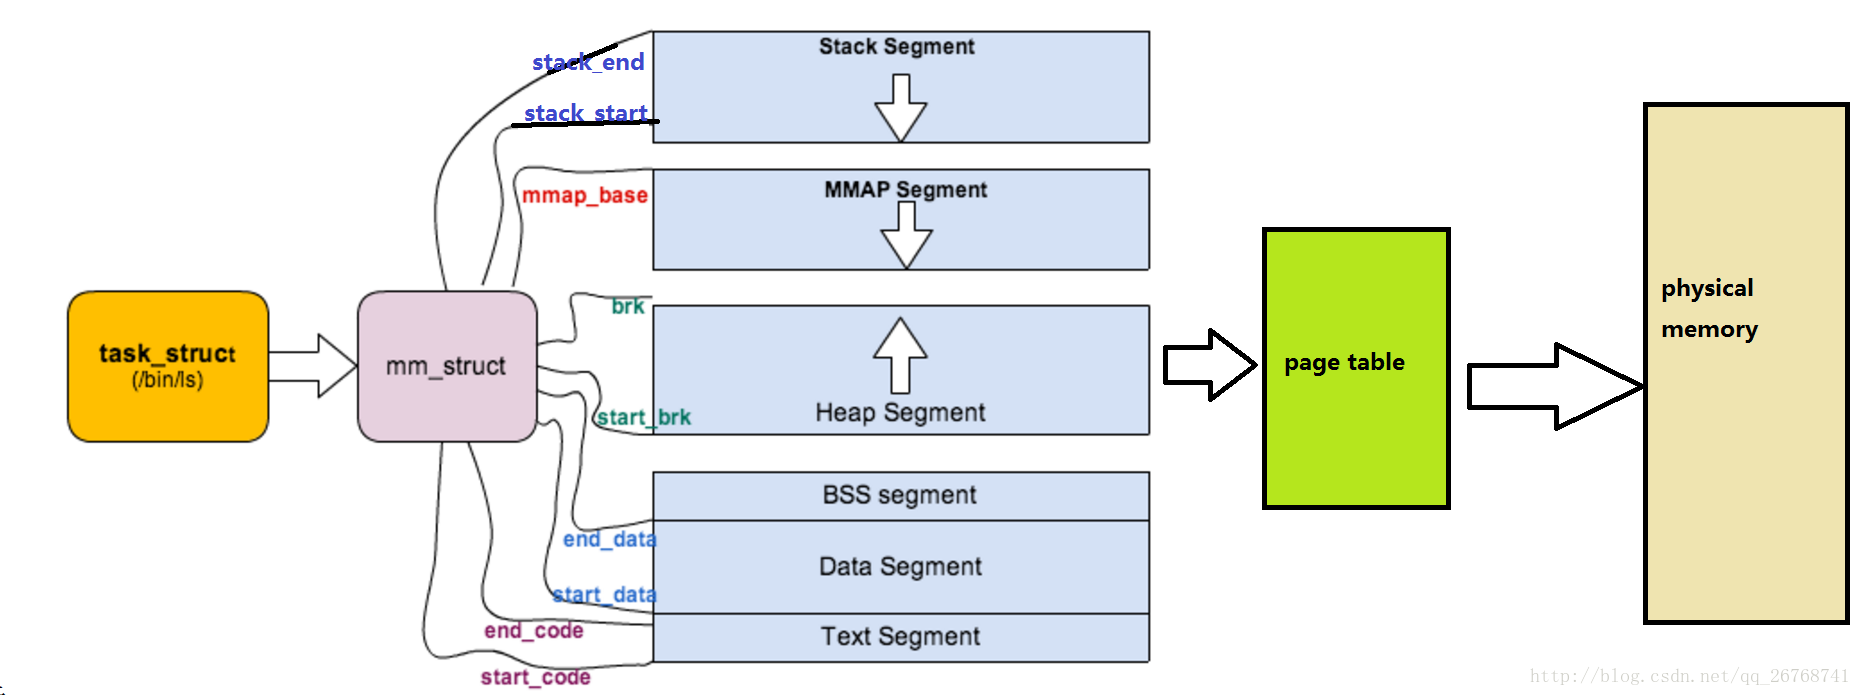 stack_end
Stack Segment
stack_start
mmap_base
MMAP Segment
brk
task_struct
(/bin/ls)
mm_struct
start_brk
Heap Segment
page table
physical
memory
BSS segment
end_data
Data Segment
start_data
end_code
Text Segment
start_code
http://blog.csdn.net/qq_26768741